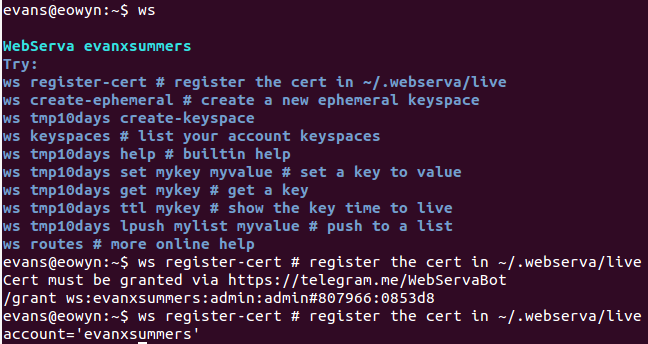 evans@eowyn:~$ ws
WebServa evanxsummers
Try:
ws register-cert # register the cert in ~/.webserva/live
ws create-ephemeral # create a new ephemeral keyspace
ws tmp10days create-keyspace
ws keyspaces # list your account keyspaces
ws tmp10days help # builtin help
ws tmp10days set mykey myvalue # set a key to value
ws tmp10days get mykey # get a key
ws tmp10days ttl mykey # show the key time to live
ws tmp10days lpush mylist myvalue # push to a list
ws routes # more online help
evans@eowyn:~$ ws register-cert # register the cert in ~/.webserva/live
Cert must be granted via https://telegram.me/WebServaBot
/grant ws:evanxsummers:admin:admin#807966:0853d8
evans@eowyn:~$ ws register-cert # register the cert in ~/.webserva/live
account='evanxsummers'